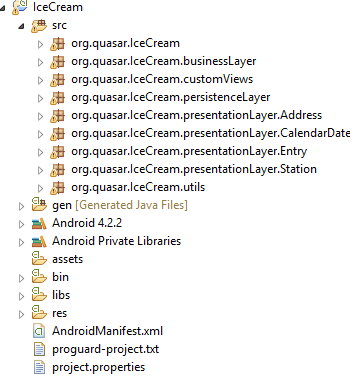 IceCream
src
org.quasar.IceCream
org.quasar.IceCream.businessLayer
org.quasar.IceCream.customViews
org.quasar.IceCream.persistenceLayer
org.quasar.IceCream.presentationLayer.Address
org.quasar.IceCream.presentationLayer.CalendarDate
org.quasar.IceCream.presentationLayer.Entry
org.quasar.IceCream.presentationLayer.Station
org.quasar.IceCream.utils
gen [Generated Java Files]
Android 4.2.2
Android Private Libraries
assets
bin
libs
res
AndroidManifest.xml
proguard-project.txt
project.properties